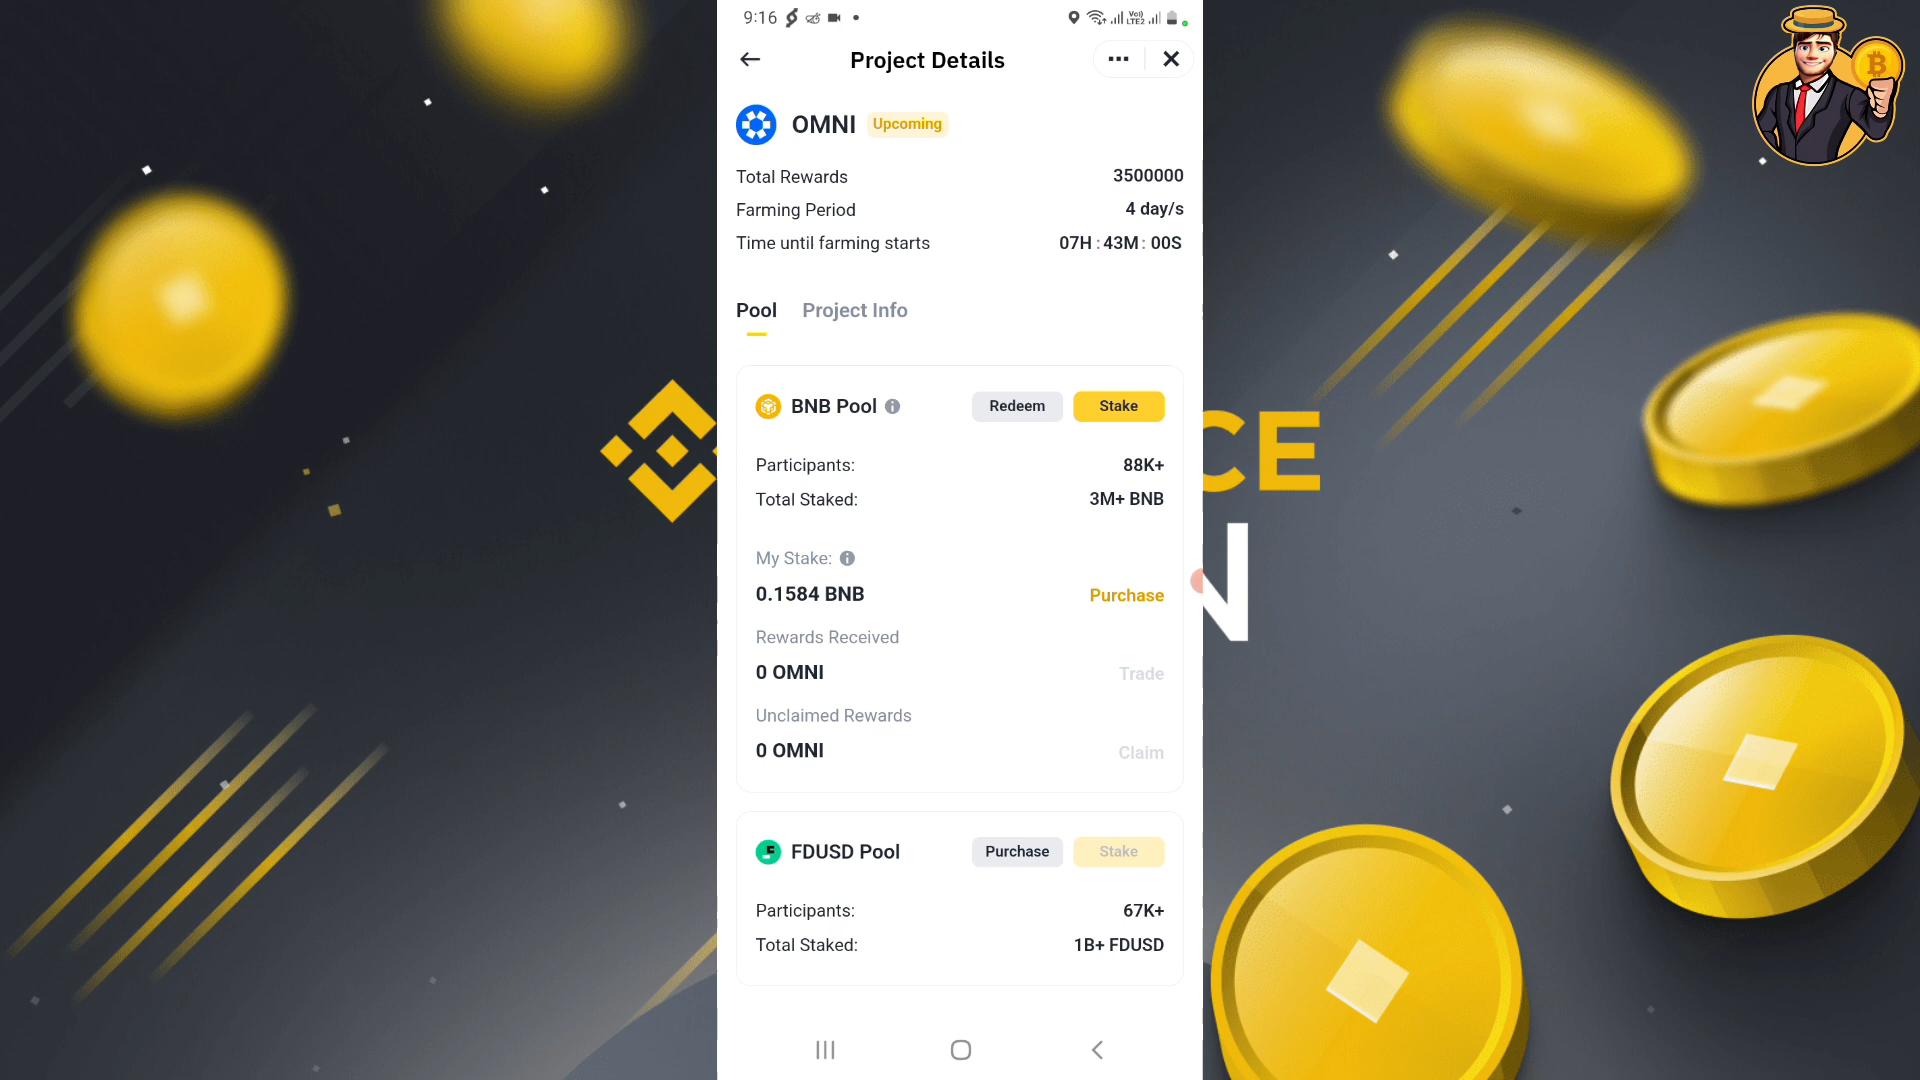 9:16
Vo)) LTE2
Project Details
OMNI Upcoming
Total Rewards 3500000
Farming Period 4 day/s
Time until farming starts 07H : 43M : 00S
Pool Project Info
BNB Pool Redeem Stake
Participants: 88K+
Total Staked: 3M+ BNB
CE
My Stake:
0.1584 BNB Purchase
N
Rewards Received
0 OMNI Trade
Unclaimed Rewards
0 OMNI Claim
FDUSD Pool Purchase Stake
Participants: 67K+
Total Staked: 1B+ FDUSD